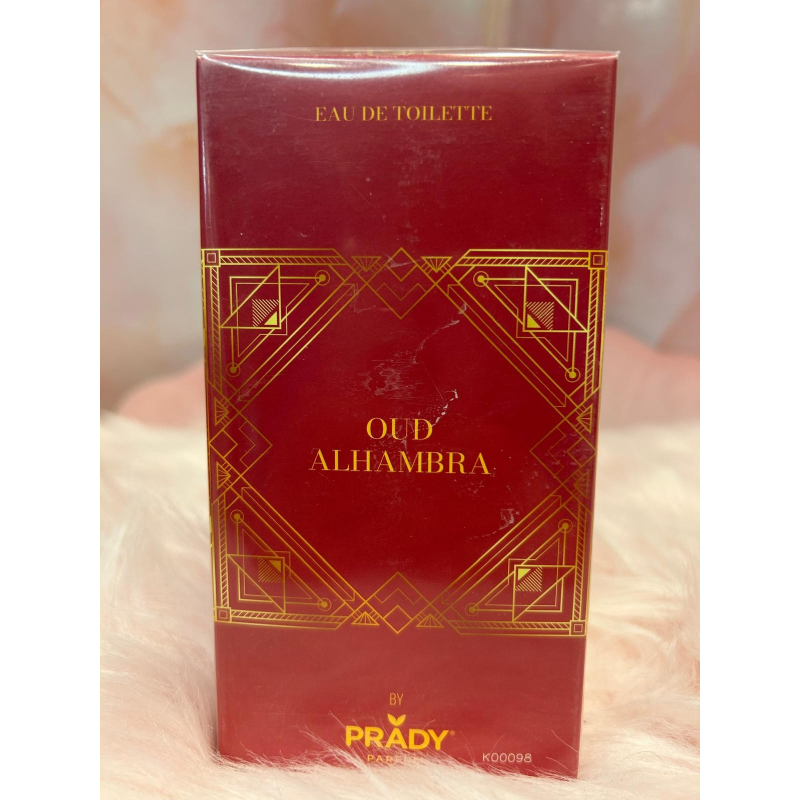 EAU DE TOILETTE
OUD
ALHAMBRA
BY
PRADY®
K00098